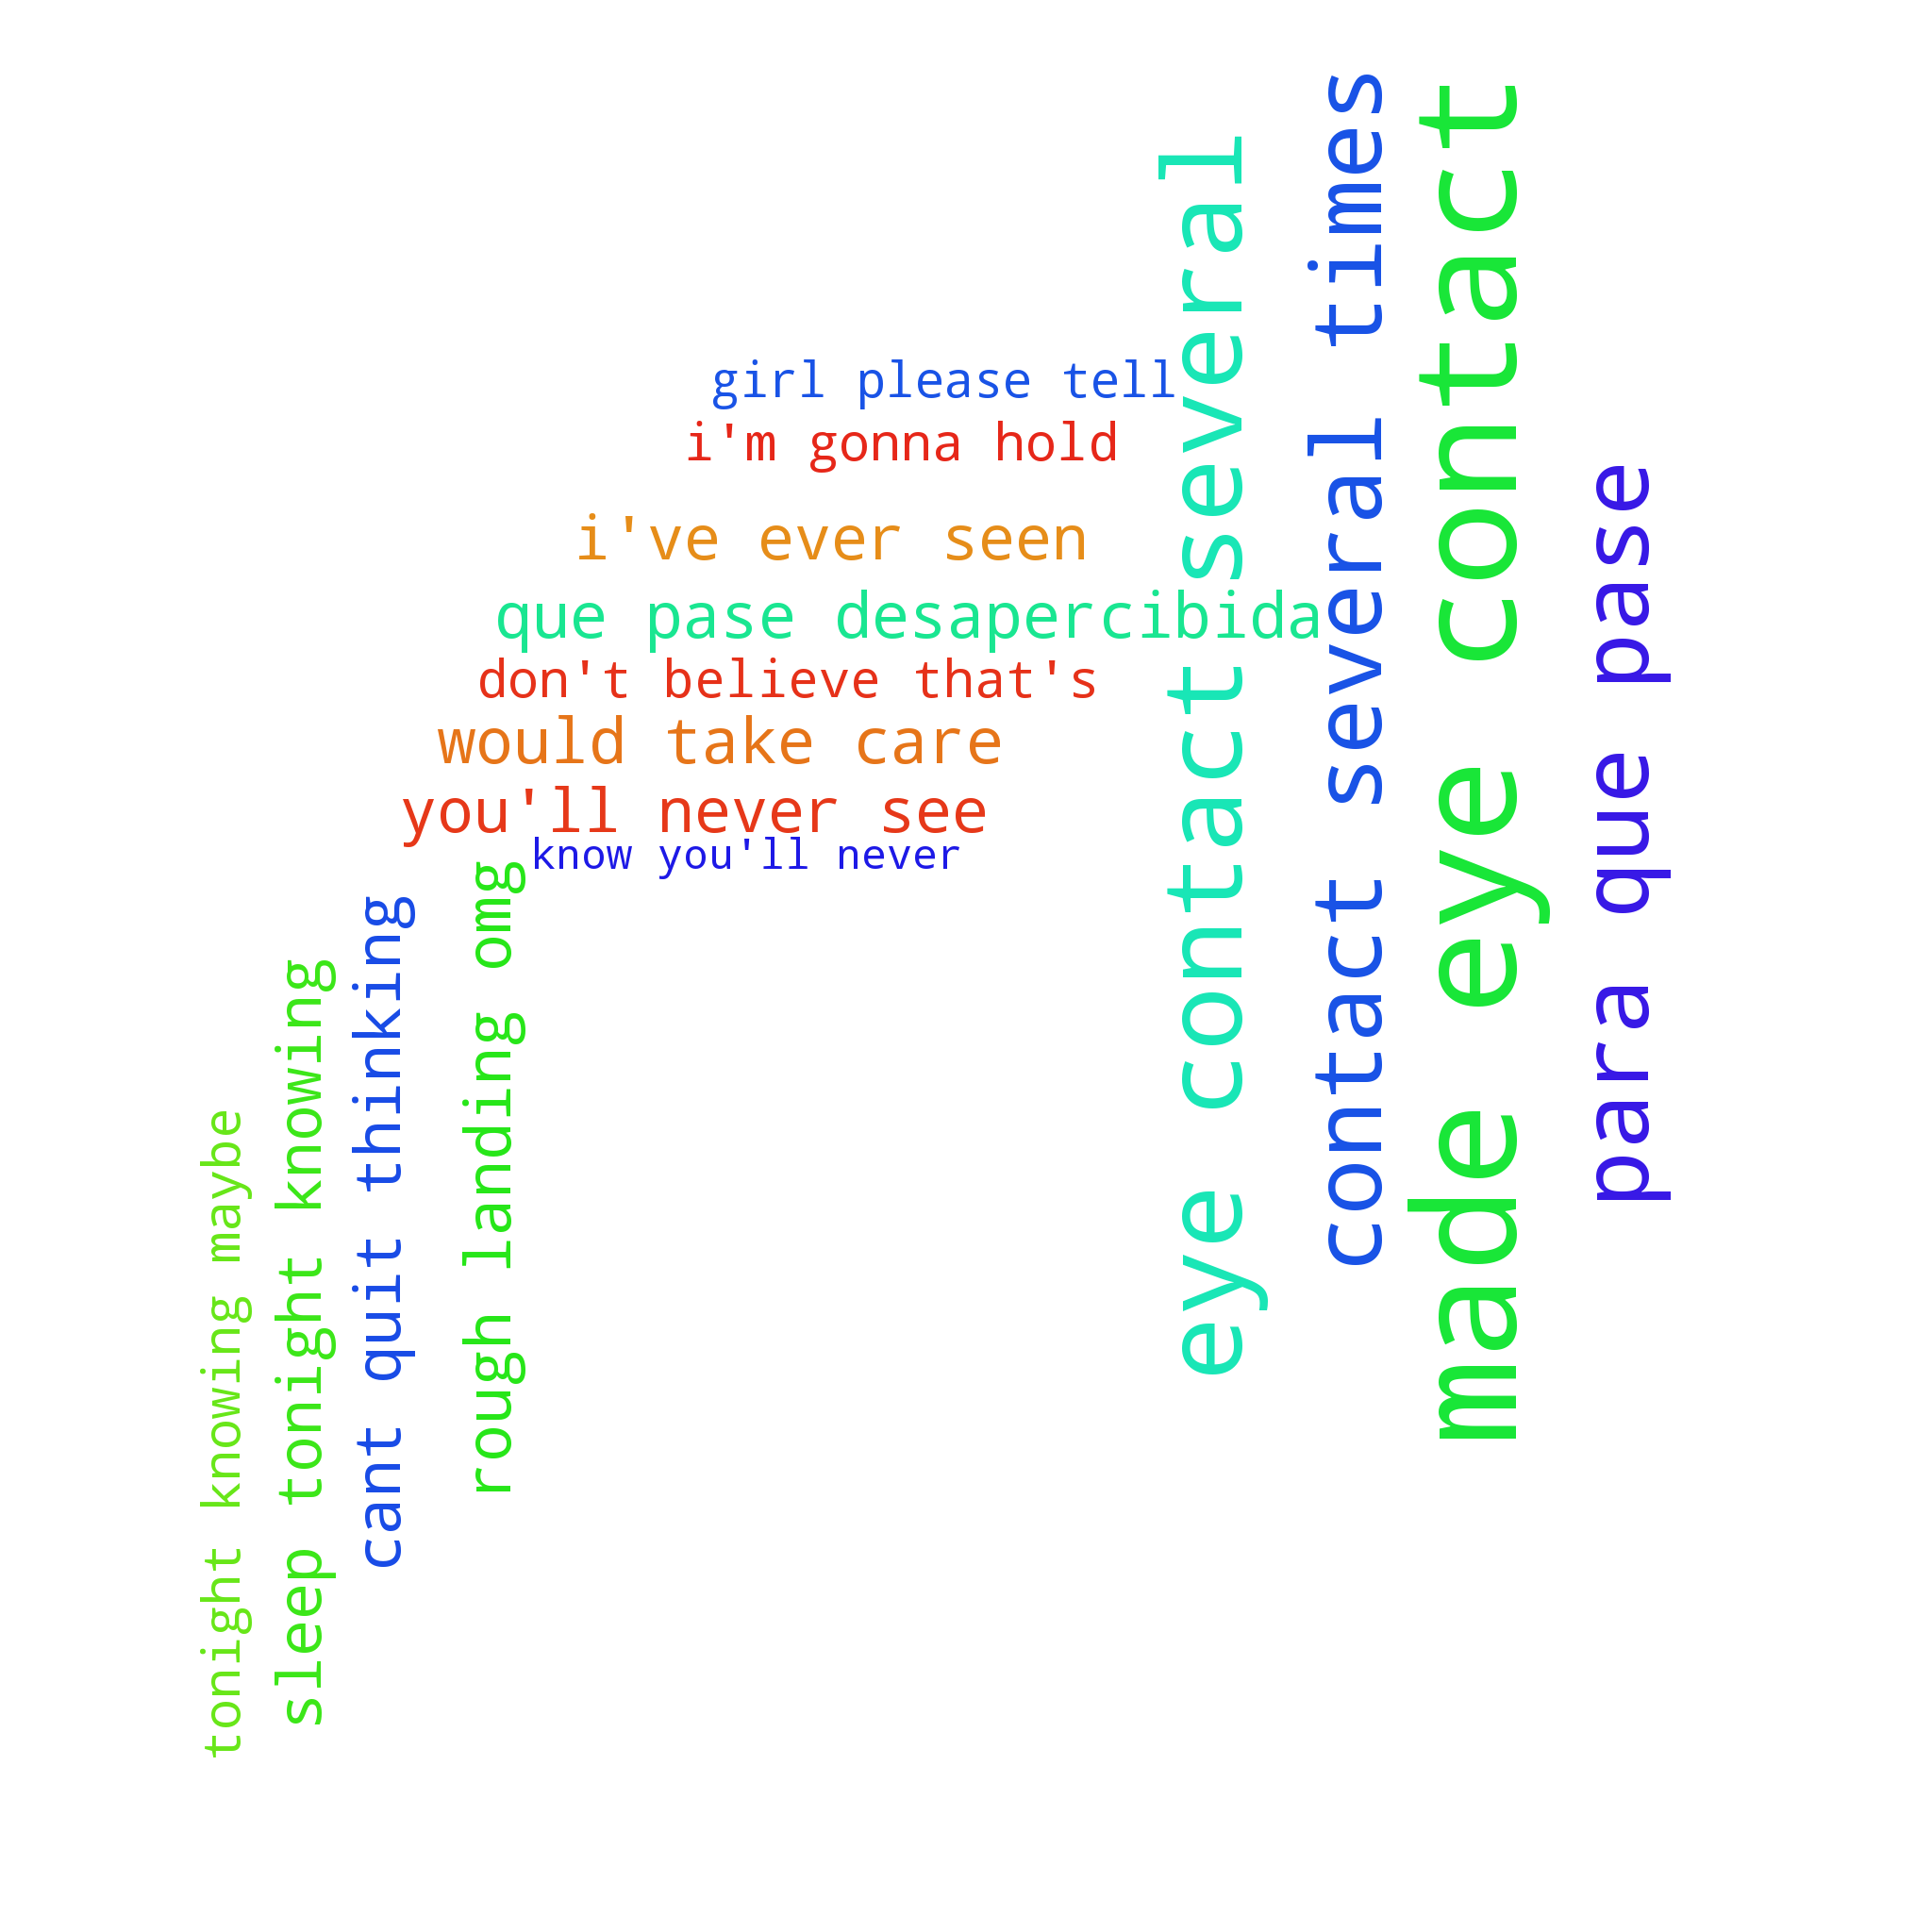 girl please tell
i'm gonna hold
i've ever seen
que pase desapercibida
don't believe that's
would take care
you'll never see
know you'll never
tonight knowing maybe
sleep tonight knowing
cant quit thinking
rough landing omg
eye contact several
contact several times
made eye contact
para que pase